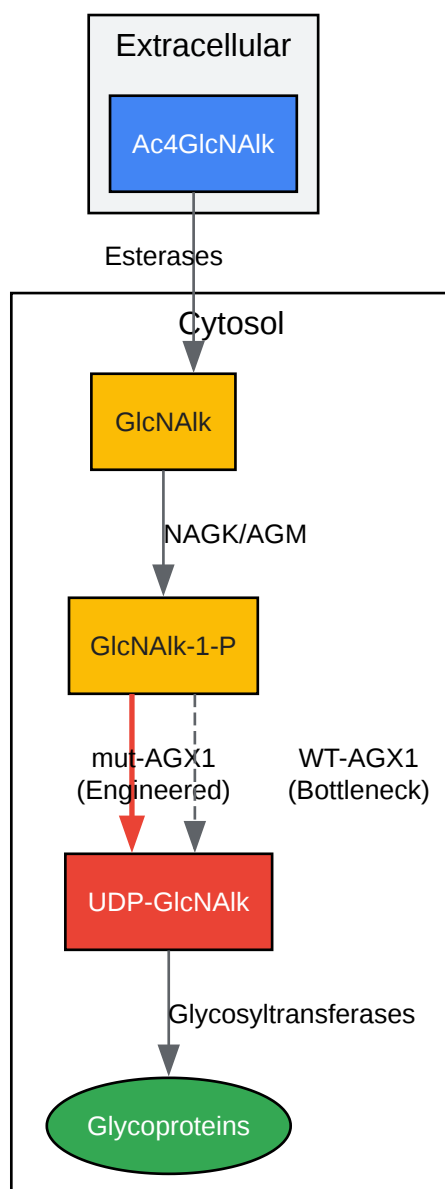 Extracellular
Ac4GlcNAlk
Esterases
Cytosol
GlcNAlk
NAGK/AGM
GlcNAlk-1-P
mut-AGX1
(Engineered)
WT-AGX1
(Bottleneck)
UDP-GlcNAlk
Glycosyltransferases
Glycoproteins